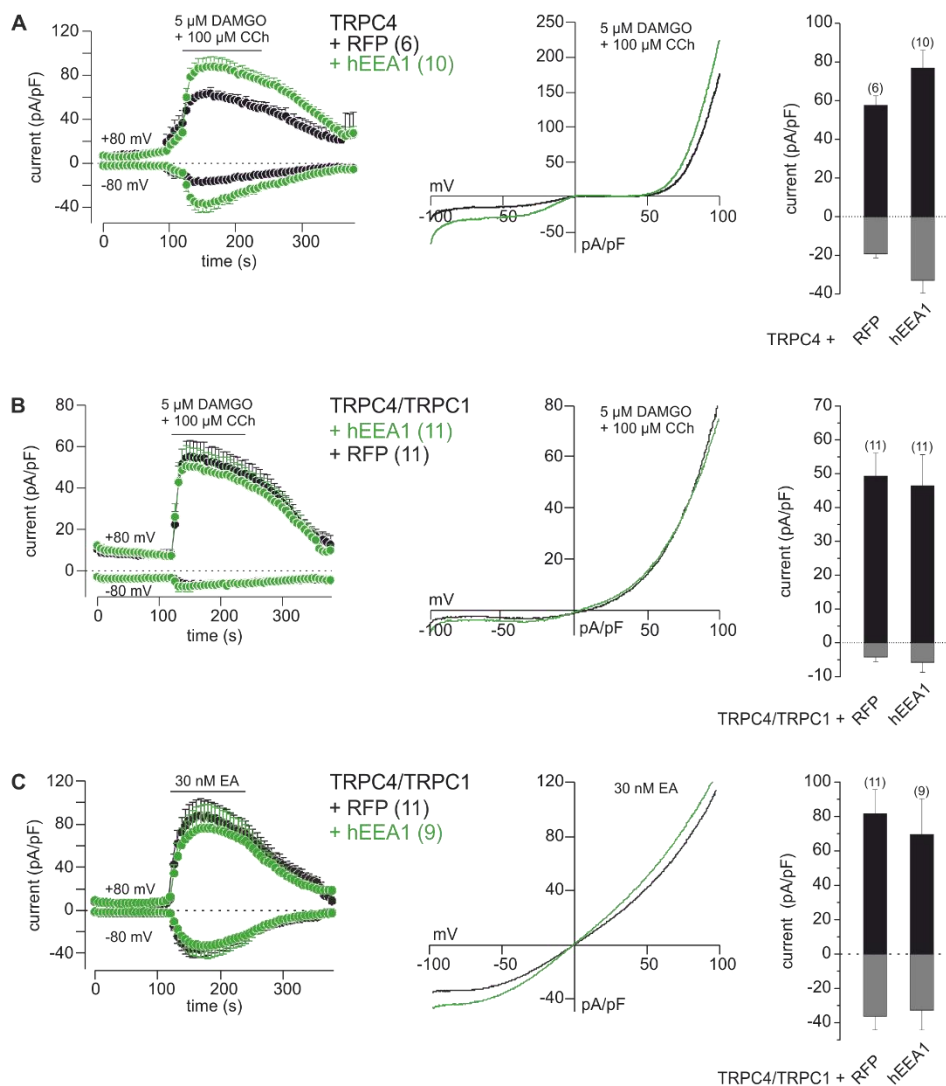 A
5 µM DAMGO
+ 100 µM CCh
TRPC4
+ RFP (6)
+ hEEA1 (10)
120
80
40
0
-40
current (pA/pF)
+80 mV
-80 mV
0 100 200 300
time (s)
5 µM DAMGO
+ 100 µM CCh
250
200
150
100
50
-50
mV
-100 -50 50 100
pA/pF
(6)
(10)
80
60
40
20
0
-20
-40
current (pA/pF)
TRPC4 +
RFP
hEEA1
B
5 µM DAMGO
+ 100 µM CCh
TRPC4/TRPC1
+ hEEA1 (11)
+ RFP (11)
80
60
40
20
0
current (pA/pF)
+80 mV
-80 mV
0 100 200 300
time (s)
5 µM DAMGO
+ 100 µM CCh
80
60
40
20
mV
-100 -50 50 100
pA/pF
(11)
(11)
70
60
50
40
30
20
10
0
-10
current (pA/pF)
TRPC4/TRPC1 +
RFP
hEEA1
C
30 nM EA
TRPC4/TRPC1
+ RFP (11)
+ hEEA1 (9)
120
80
40
0
-40
current (pA/pF)
+80 mV
-80 mV
0 100 200 300
time (s)
30 nM EA
120
80
40
-40
mV
-100 -50 50 100
pA/pF
(11)
(9)
100
80
60
40
20
0
-20
-40
current (pA/pF)
TRPC4/TRPC1 +
RFP
hEEA1